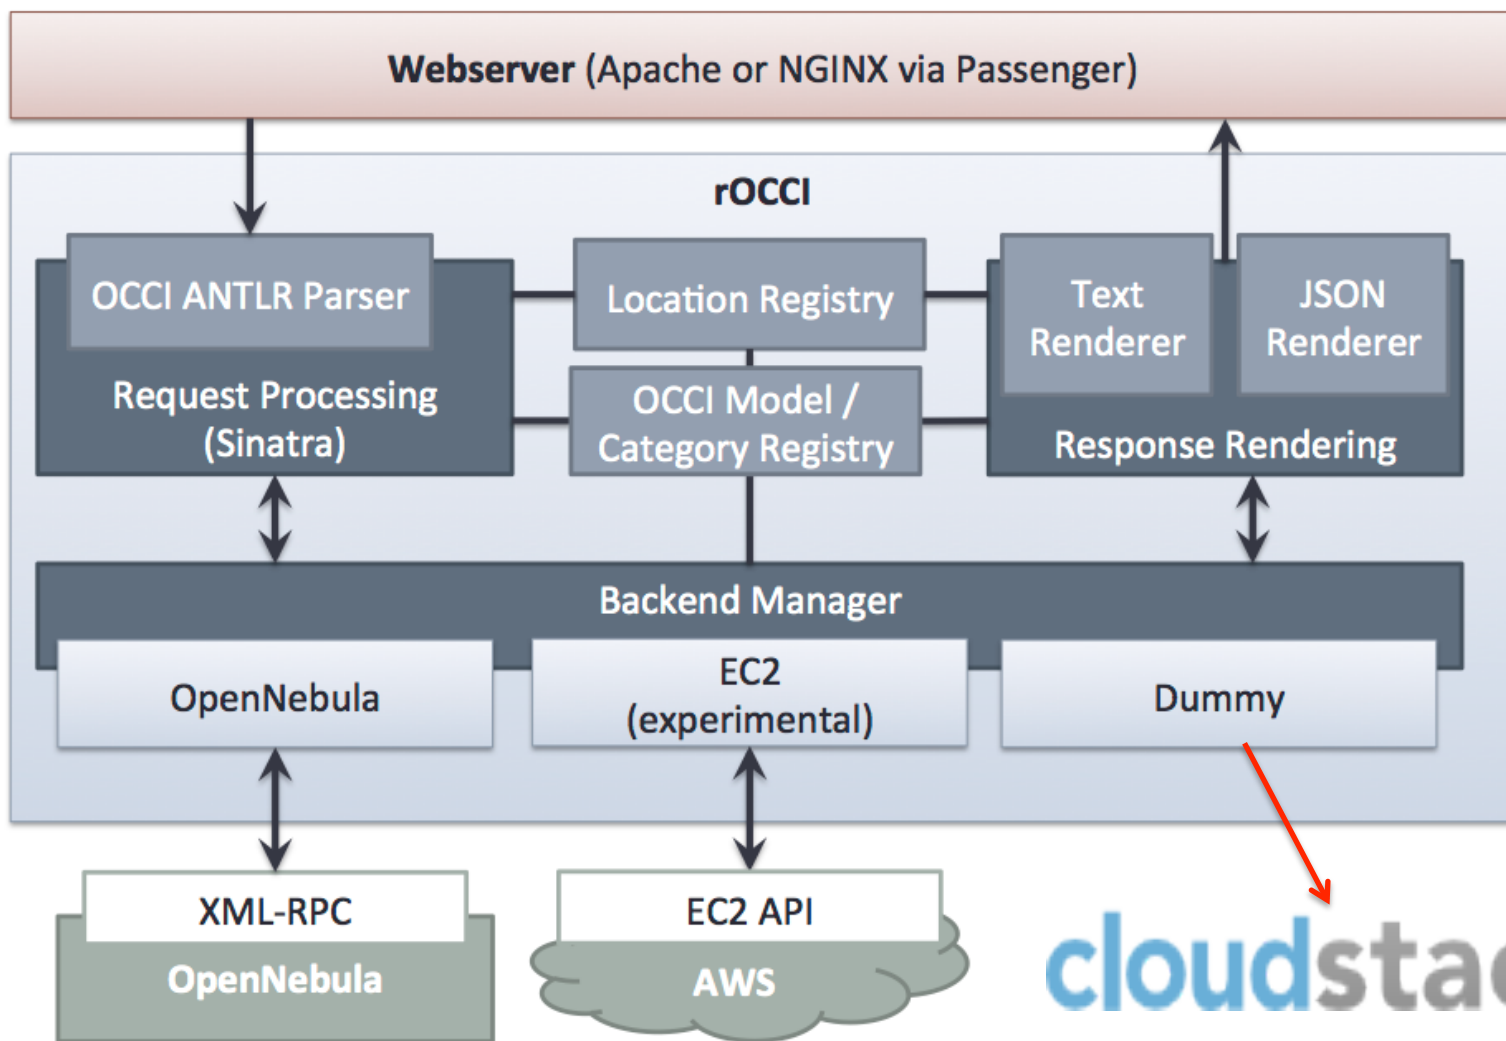 Webserver (Apache or NGINX via Passenger)
rOCCI
OCCI ANTLR Parser
Request Processing
(Sinatra)
Location Registry
OCCI Model /
Category Registry
Text
Renderer
JSON
Renderer
Response Rendering
Backend Manager
OpenNebula
EC2
(experimental)
Dummy
XML-RPC
OpenNebula
EC2 API
AWS
cloudstac